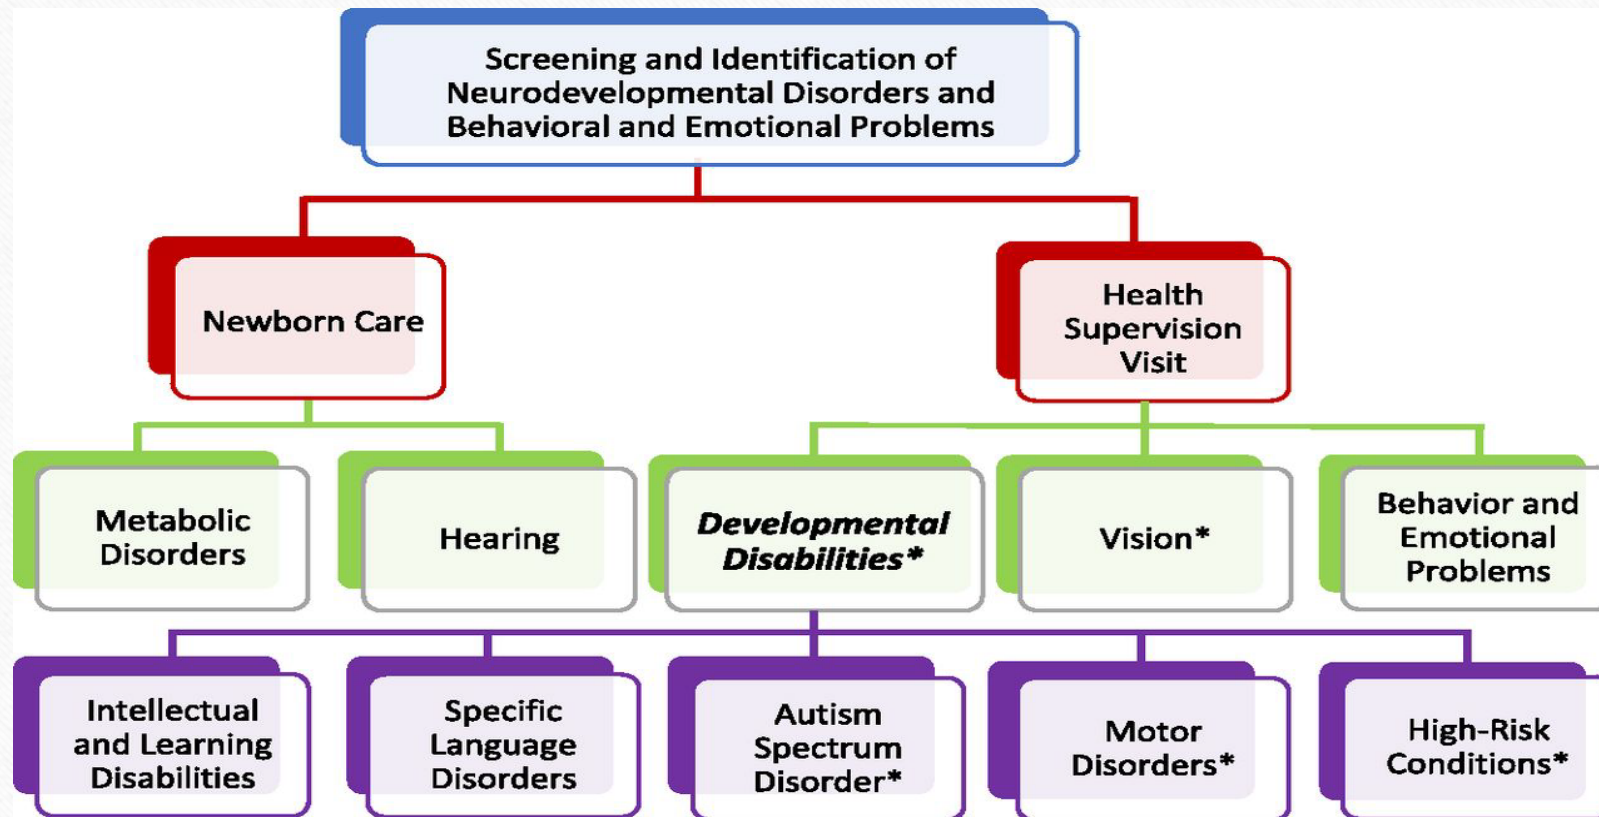 Screening and Identification of
Neurodevelopmental Disorders and
Behavioral and Emotional Problems
Newborn Care
Health
Supervision
Visit
Metabolic
Disorders
Hearing
Developmental
Disabilities*
Vision*
Behavior and
Emotional
Problems
Intellectual
and Learning
Disabilities
Specific
Language
Disorders
Autism
Spectrum
Disorder*
Motor
Disorders*
High-Risk
Conditions*